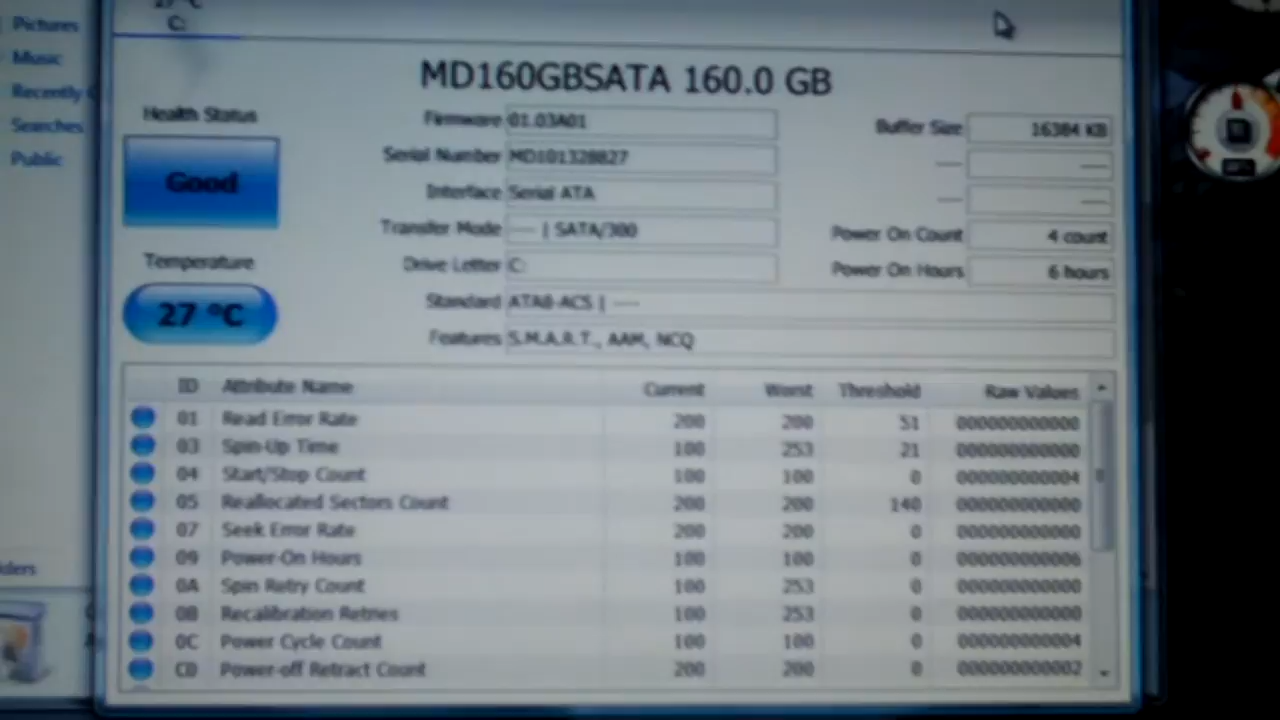 Pictures
Music
Recently
Searches
Public
27 °C
C:
MD160GBSATA 160.0 GB
Health Status
Good
Temperature
27 °C
Firmware 01.03A01
Serial Number MD101328827
Interface Serial ATA
Transfer Mode ---- | SATA/300
Drive Letter C:
Standard ATA8-ACS | ----
Features S.M.A.R.T., AAM, NCQ
Buffer Size 16384 KB
---- ----
---- ----
Power On Count 4 count
Power On Hours 6 hours
ID Attribute Name Current Worst Threshold Raw Values
01 Read Error Rate 200 200 51 000000000000
03 Spin-Up Time 100 253 21 000000000000
04 Start/Stop Count 100 100 0 000000000004
05 Reallocated Sectors Count 200 200 140 000000000000
07 Seek Error Rate 200 200 0 000000000000
09 Power-On Hours 100 100 0 000000000006
0A Spin Retry Count 100 253 0 000000000000
0B Recalibration Retries 100 253 0 000000000000
0C Power Cycle Count 100 100 0 000000000004
C0 Power-off Retract Count 200 200 0 000000000002